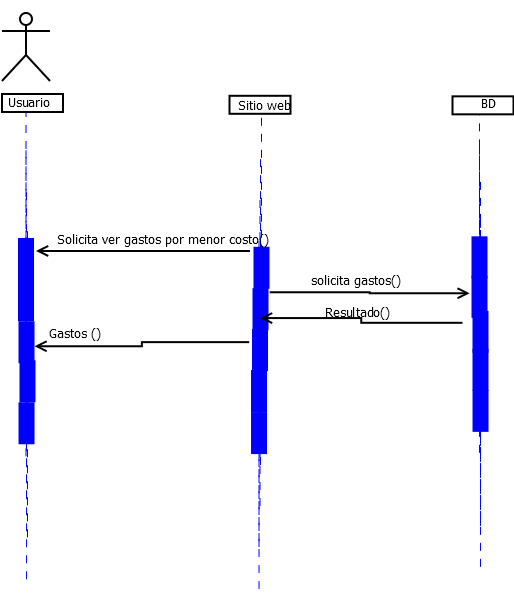 Usuario
Sitio web
BD
Solicita ver gastos por menor costo()
solicita gastos()
Resultado()
Gastos ()